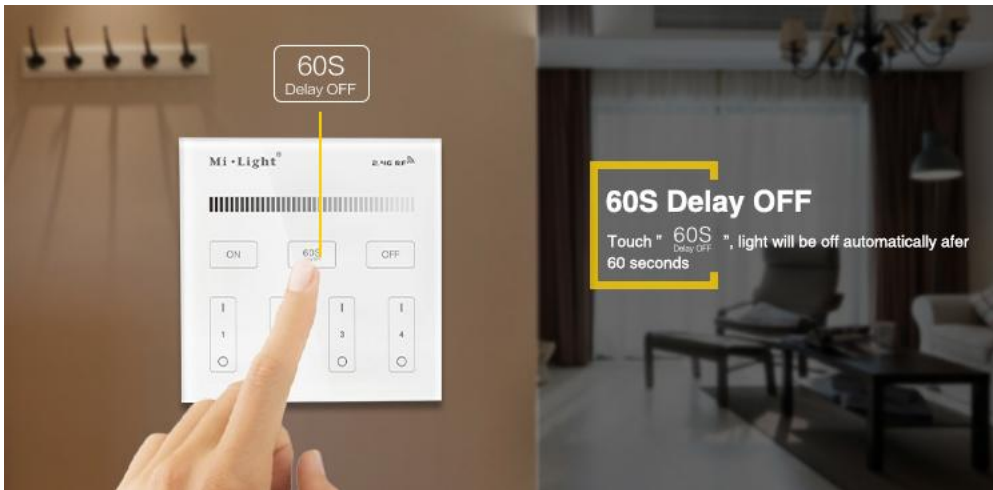 60S
Delay OFF
Mi·Light®
2.4G RF
ON
60S
OFF
1
3
4
60S Delay OFF
Touch " 60S Delay OFF ", light will be off automatically afer
60 seconds